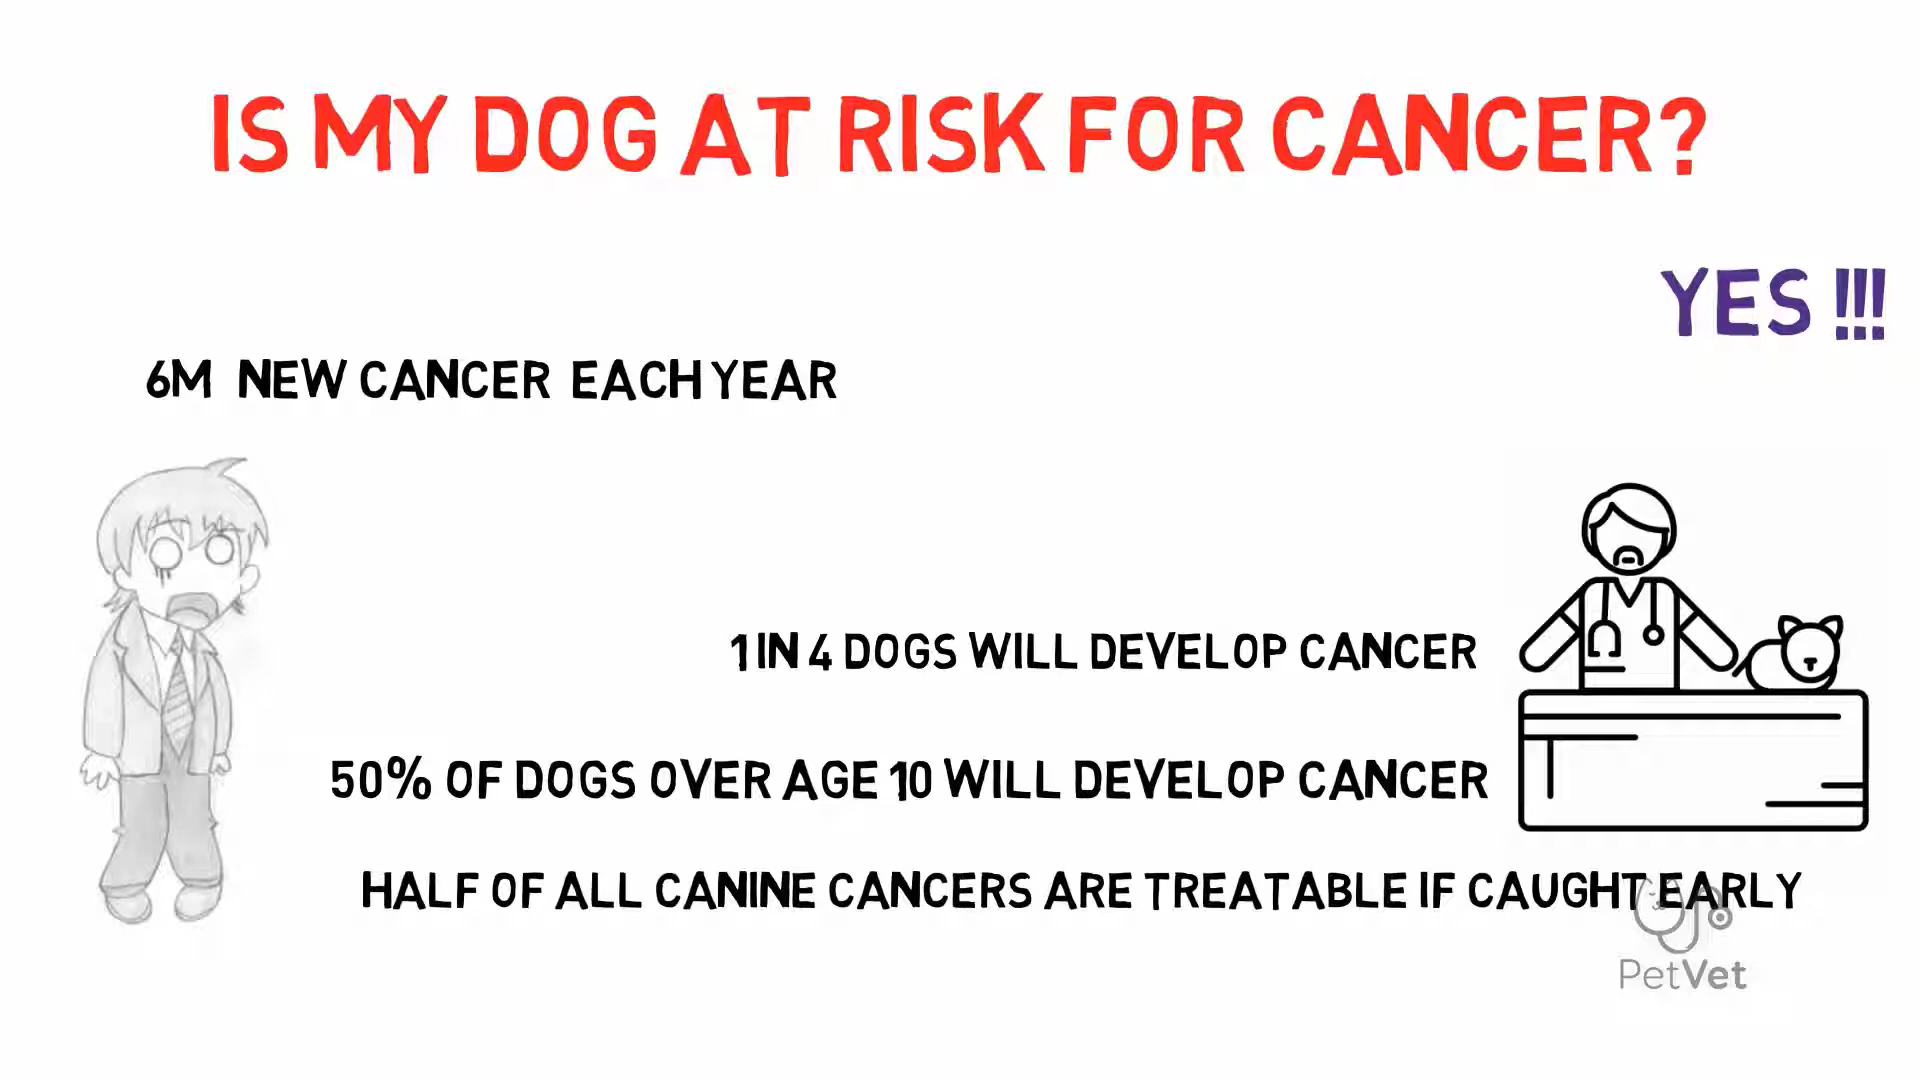 IS MY DOG AT RISK FOR CANCER?
YES !!!
6M NEW CANCER EACH YEAR
1 IN 4 DOGS WILL DEVELOP CANCER
50% OF DOGS OVER AGE 10 WILL DEVELOP CANCER
HALF OF ALL CANINE CANCERS ARE TREATABLE IF CAUGHT EARLY
PetVet